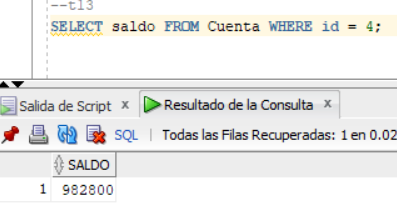 --tl3
SELECT saldo FROM Cuenta WHERE id = 4;
Salida de Script x Resultado de la Consulta x
SQL | Todas las Filas Recuperadas: 1 en 0.02
SALDO
1 982800